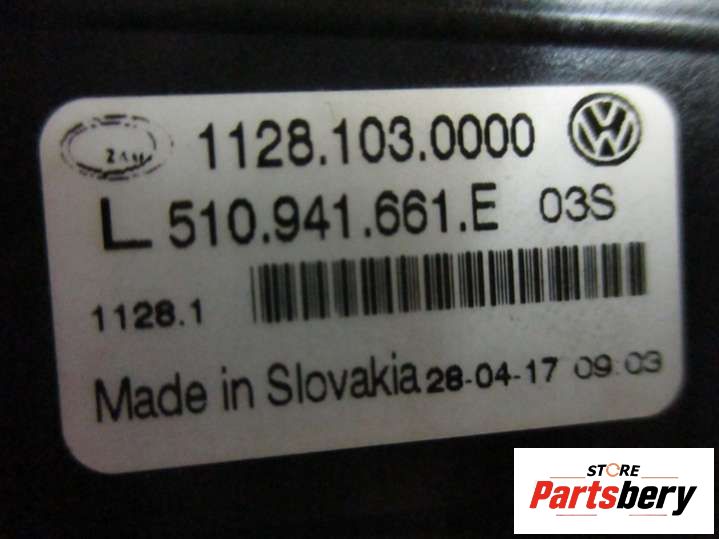 1128.103.0000
L 510.941.661.E 03S
1128.1
Made in Slovakia 28-04-17 09:03
STORE
Partsbery